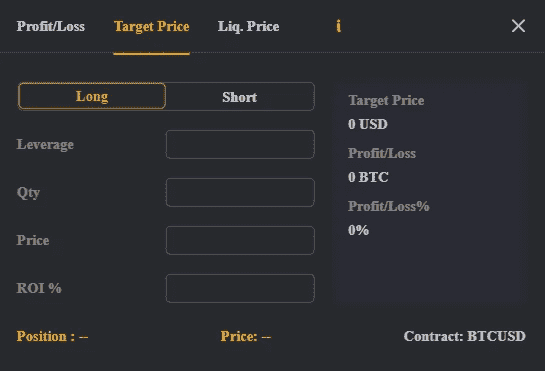 Profit/Loss Target Price Liq. Price i
Long Short
Leverage
Qty
Price
ROI %
Target Price
0 USD
Profit/Loss
0 BTC
Profit/Loss%
0%
Position : -- Price: -- Contract: BTCUSD